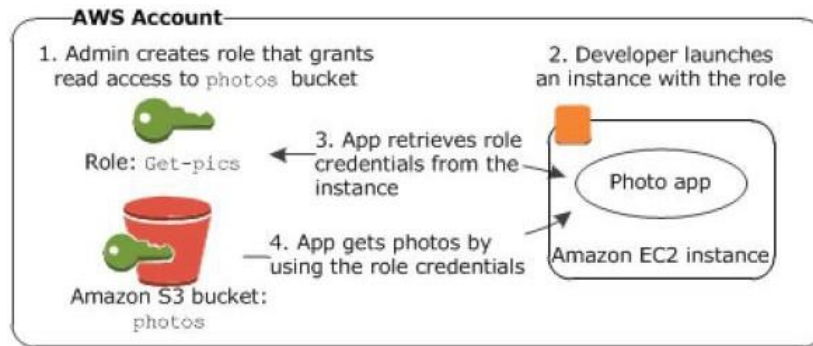 AWS Account
1. Admin creates role that grants
read access to photos bucket
2. Developer launches
an instance with the role
3. App retrieves role
credentials from the
instance
Role: Get-pics
Photo app
4. App gets photos by
using the role credentials
Amazon EC2 instance
Amazon S3 bucket:
photos